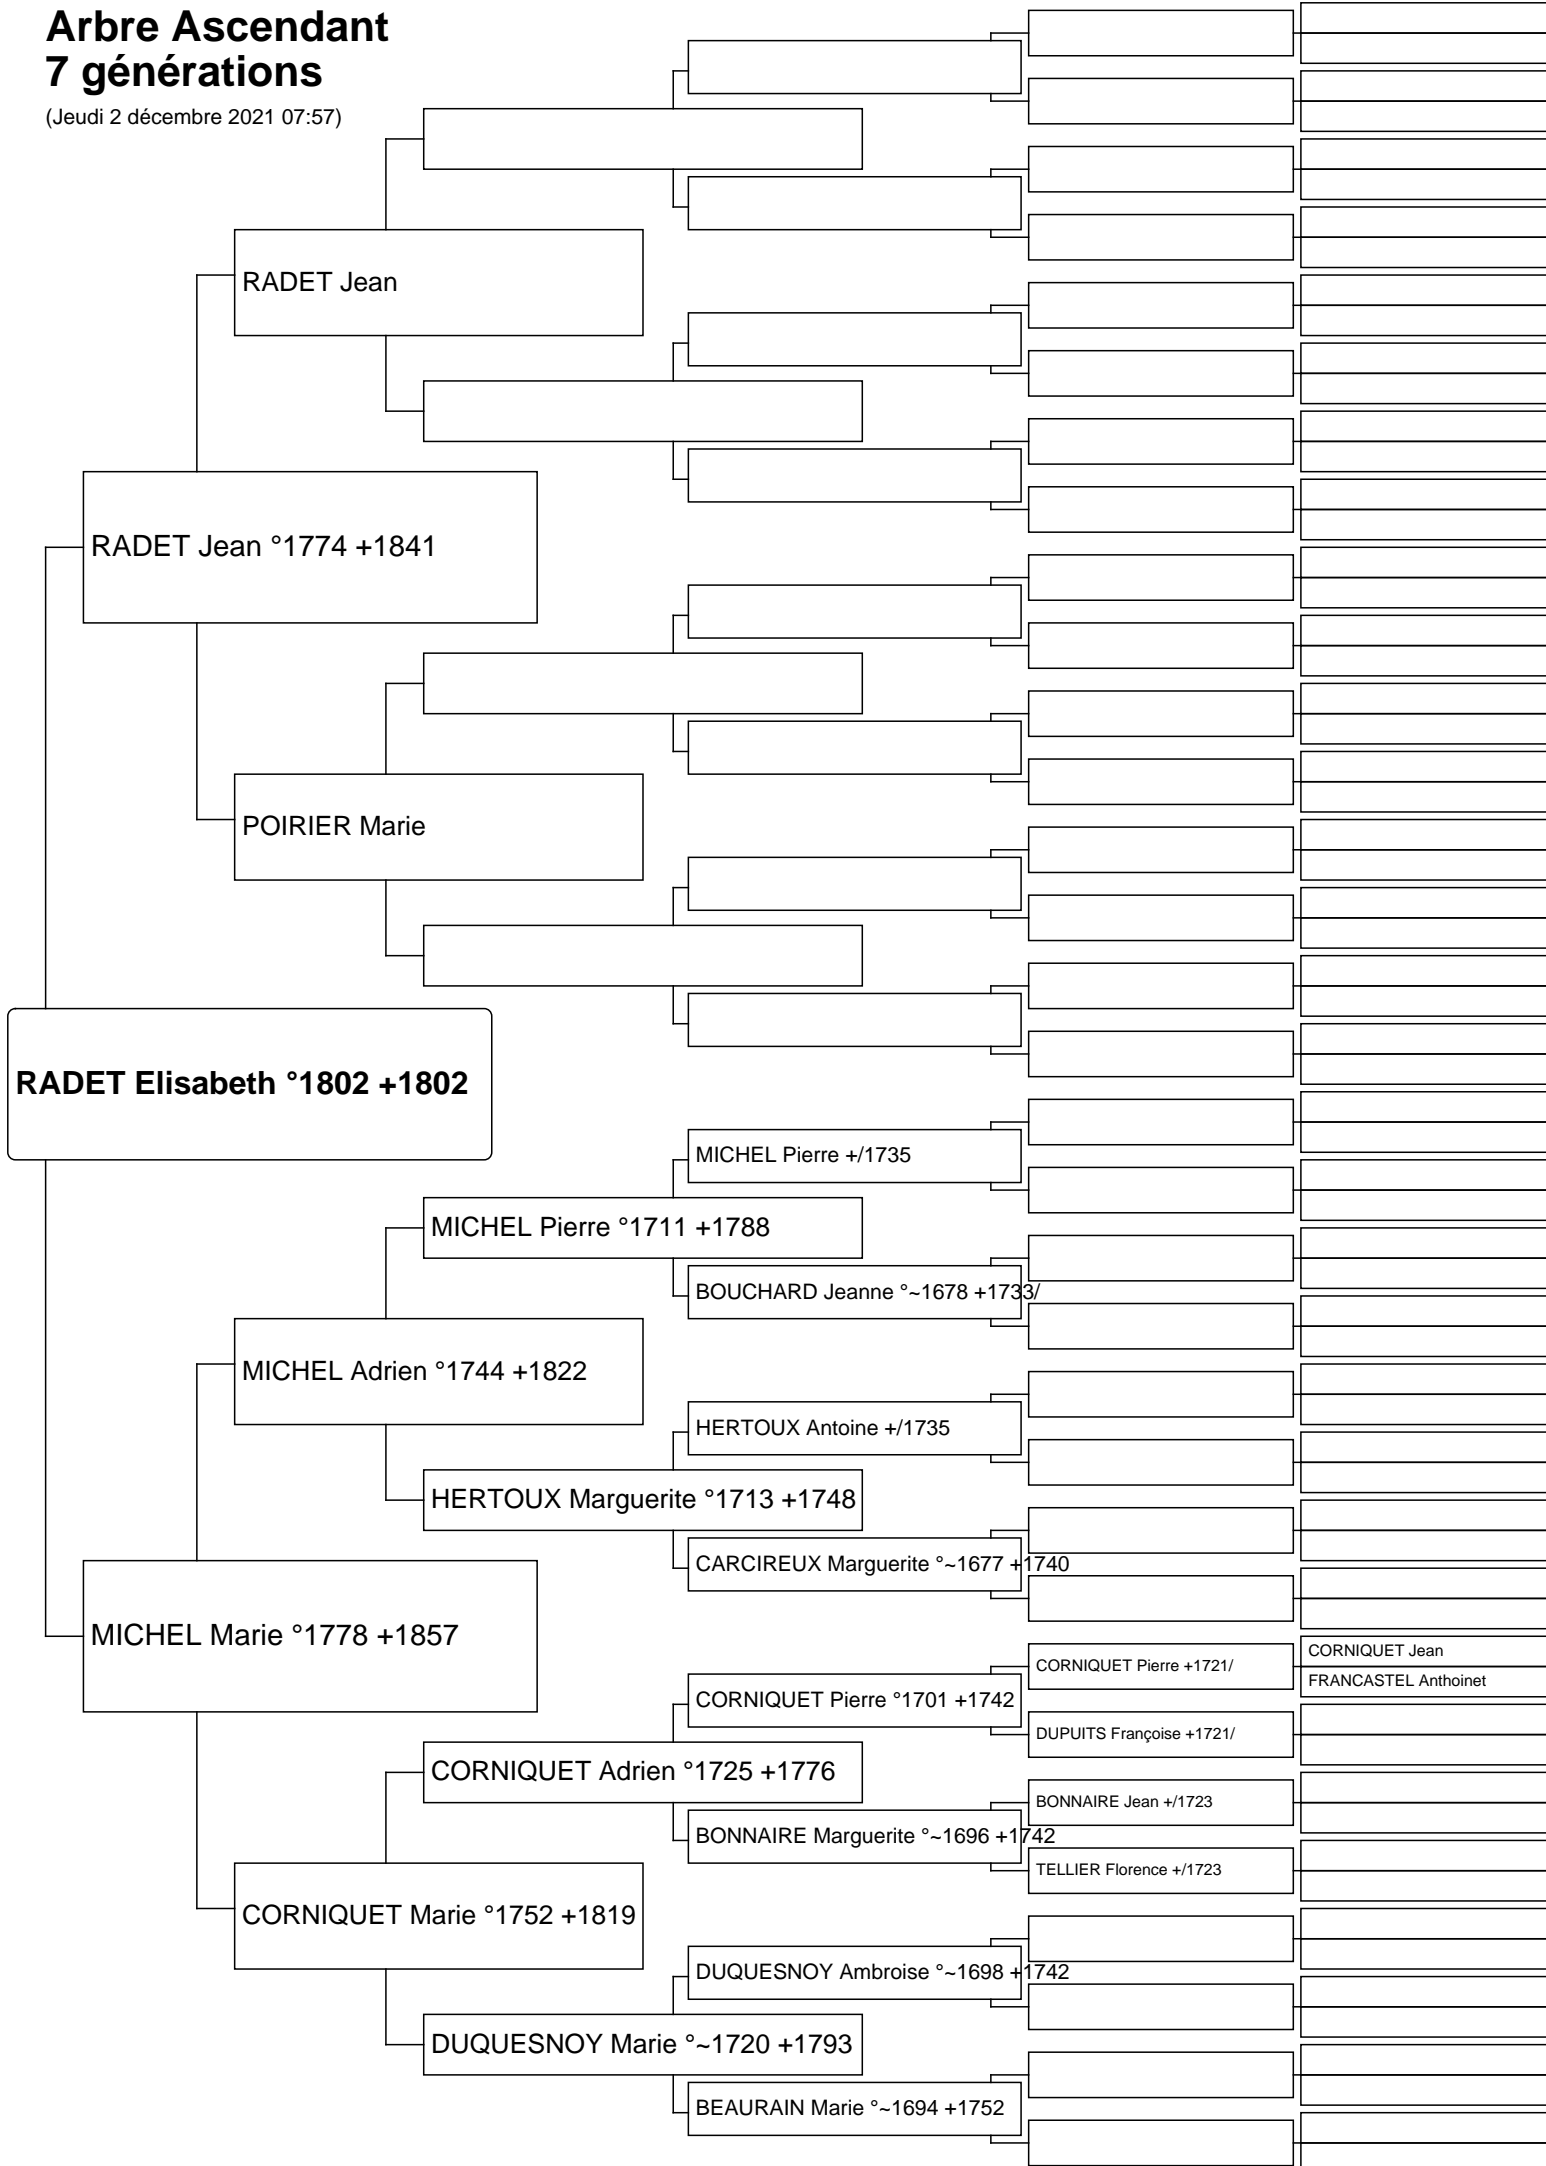 Arbre Ascendant
7 générations
(Jeudi 2 décembre 2021 07:57)
RADET Jean
RADET Jean °1774 +1841
POIRIER Marie
RADET Elisabeth °1802 +1802
MICHEL Pierre +/1735
MICHEL Pierre °1711 +1788
BOUCHARD Jeanne °~1678 +1733/
MICHEL Adrien °1744 +1822
HERTOUX Antoine +/1735
HERTOUX Marguerite °1713 +1748
CARCIREUX Marguerite °~1677 +1740
MICHEL Marie °1778 +1857
CORNIQUET Jean
CORNIQUET Pierre +1721/
FRANCASTEL Anthoinet
CORNIQUET Pierre °1701 +1742
DUPUITS Françoise +1721/
CORNIQUET Adrien °1725 +1776
BONNAIRE Jean +/1723
BONNAIRE Marguerite °~1696 +1742
TELLIER Florence +/1723
CORNIQUET Marie °1752 +1819
DUQUESNOY Ambroise °~1698 +1742
DUQUESNOY Marie °~1720 +1793
BEAURAIN Marie °~1694 +1752